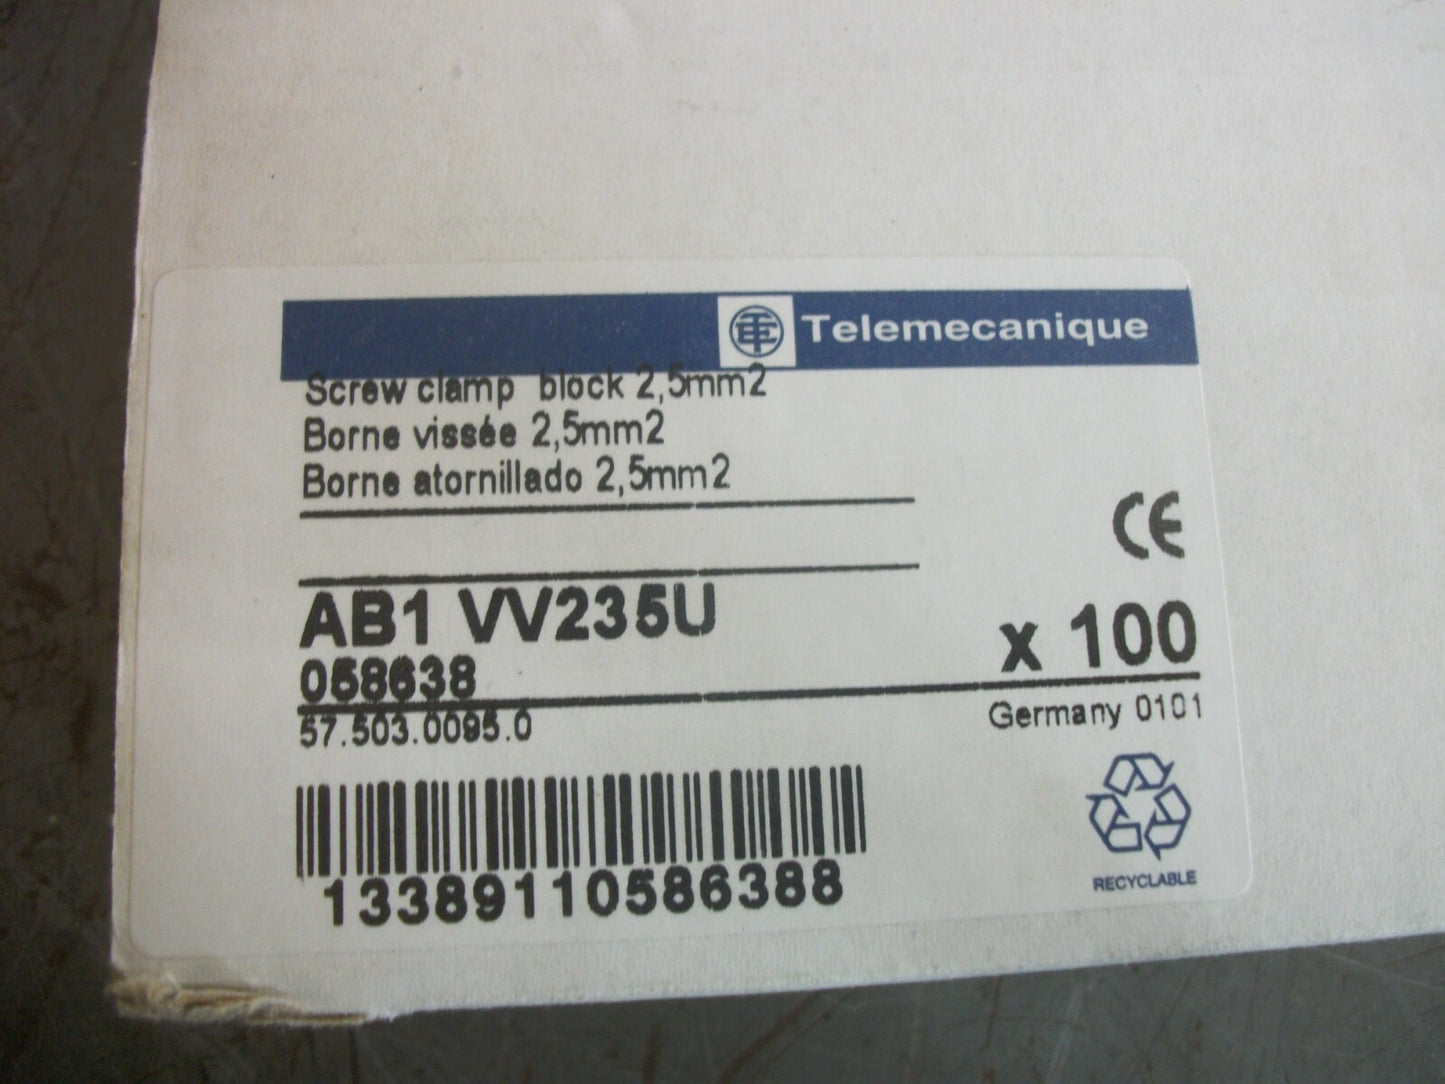 Telemecanique
Screw clamp block 2,5mm2
Borne vissée 2,5mm2
Borne atornillado 2,5mm2
CE
AB1 VV235U
x 100
058638
57.503.0095.0
Germany 0101
13389110586388
RECYCLABLE